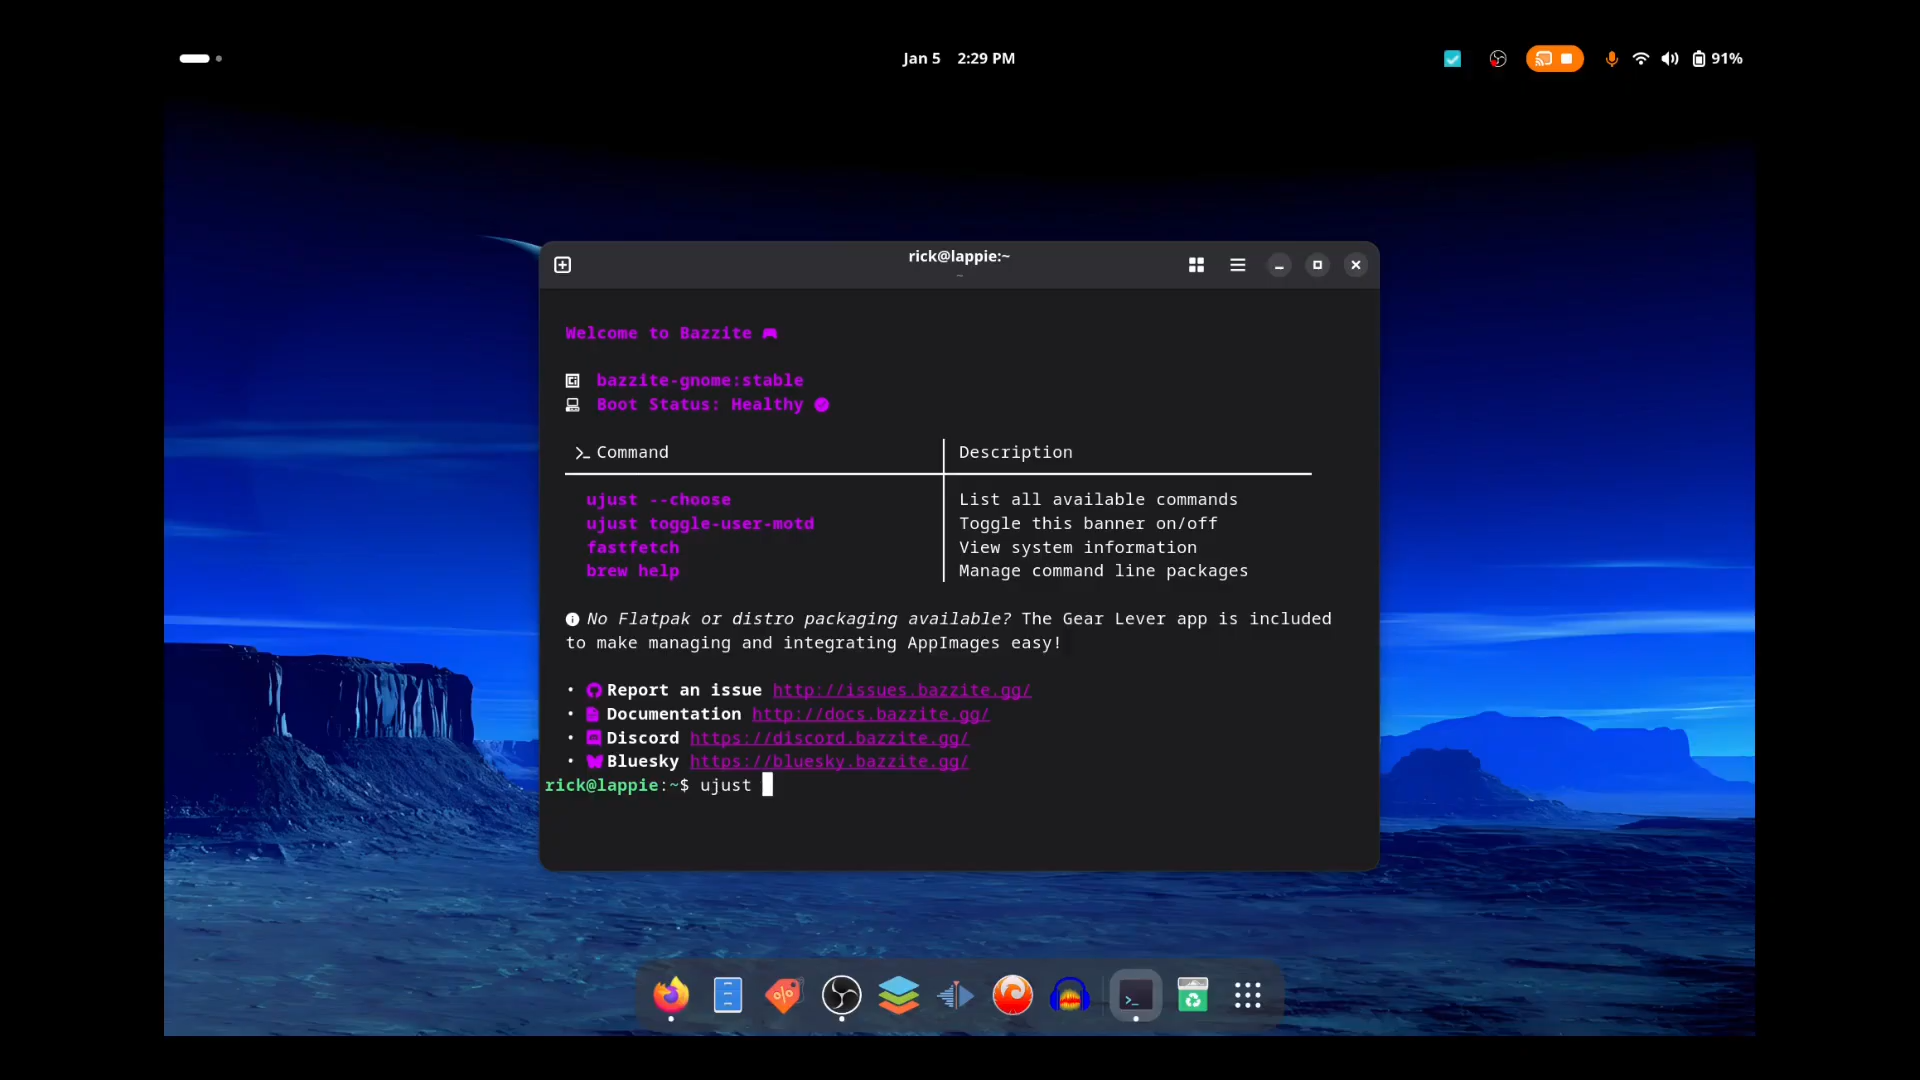 Jan 5 2:29 PM
91%
rick@lappie:~
~
Welcome to Bazzite
bazzite-gnome:stable
Boot Status: Healthy
>_ Command Description
ujust --choose List all available commands
ujust toggle-user-motd Toggle this banner on/off
fastfetch View system information
brew help Manage command line packages
No Flatpak or distro packaging available? The Gear Lever app is included
to make managing and integrating AppImages easy!
• Report an issue http://issues.bazzite.gg/
• Documentation http://docs.bazzite.gg/
• Discord https://discord.bazzite.gg/
• Bluesky https://bluesky.bazzite.gg/
rick@lappie:~$ ujust